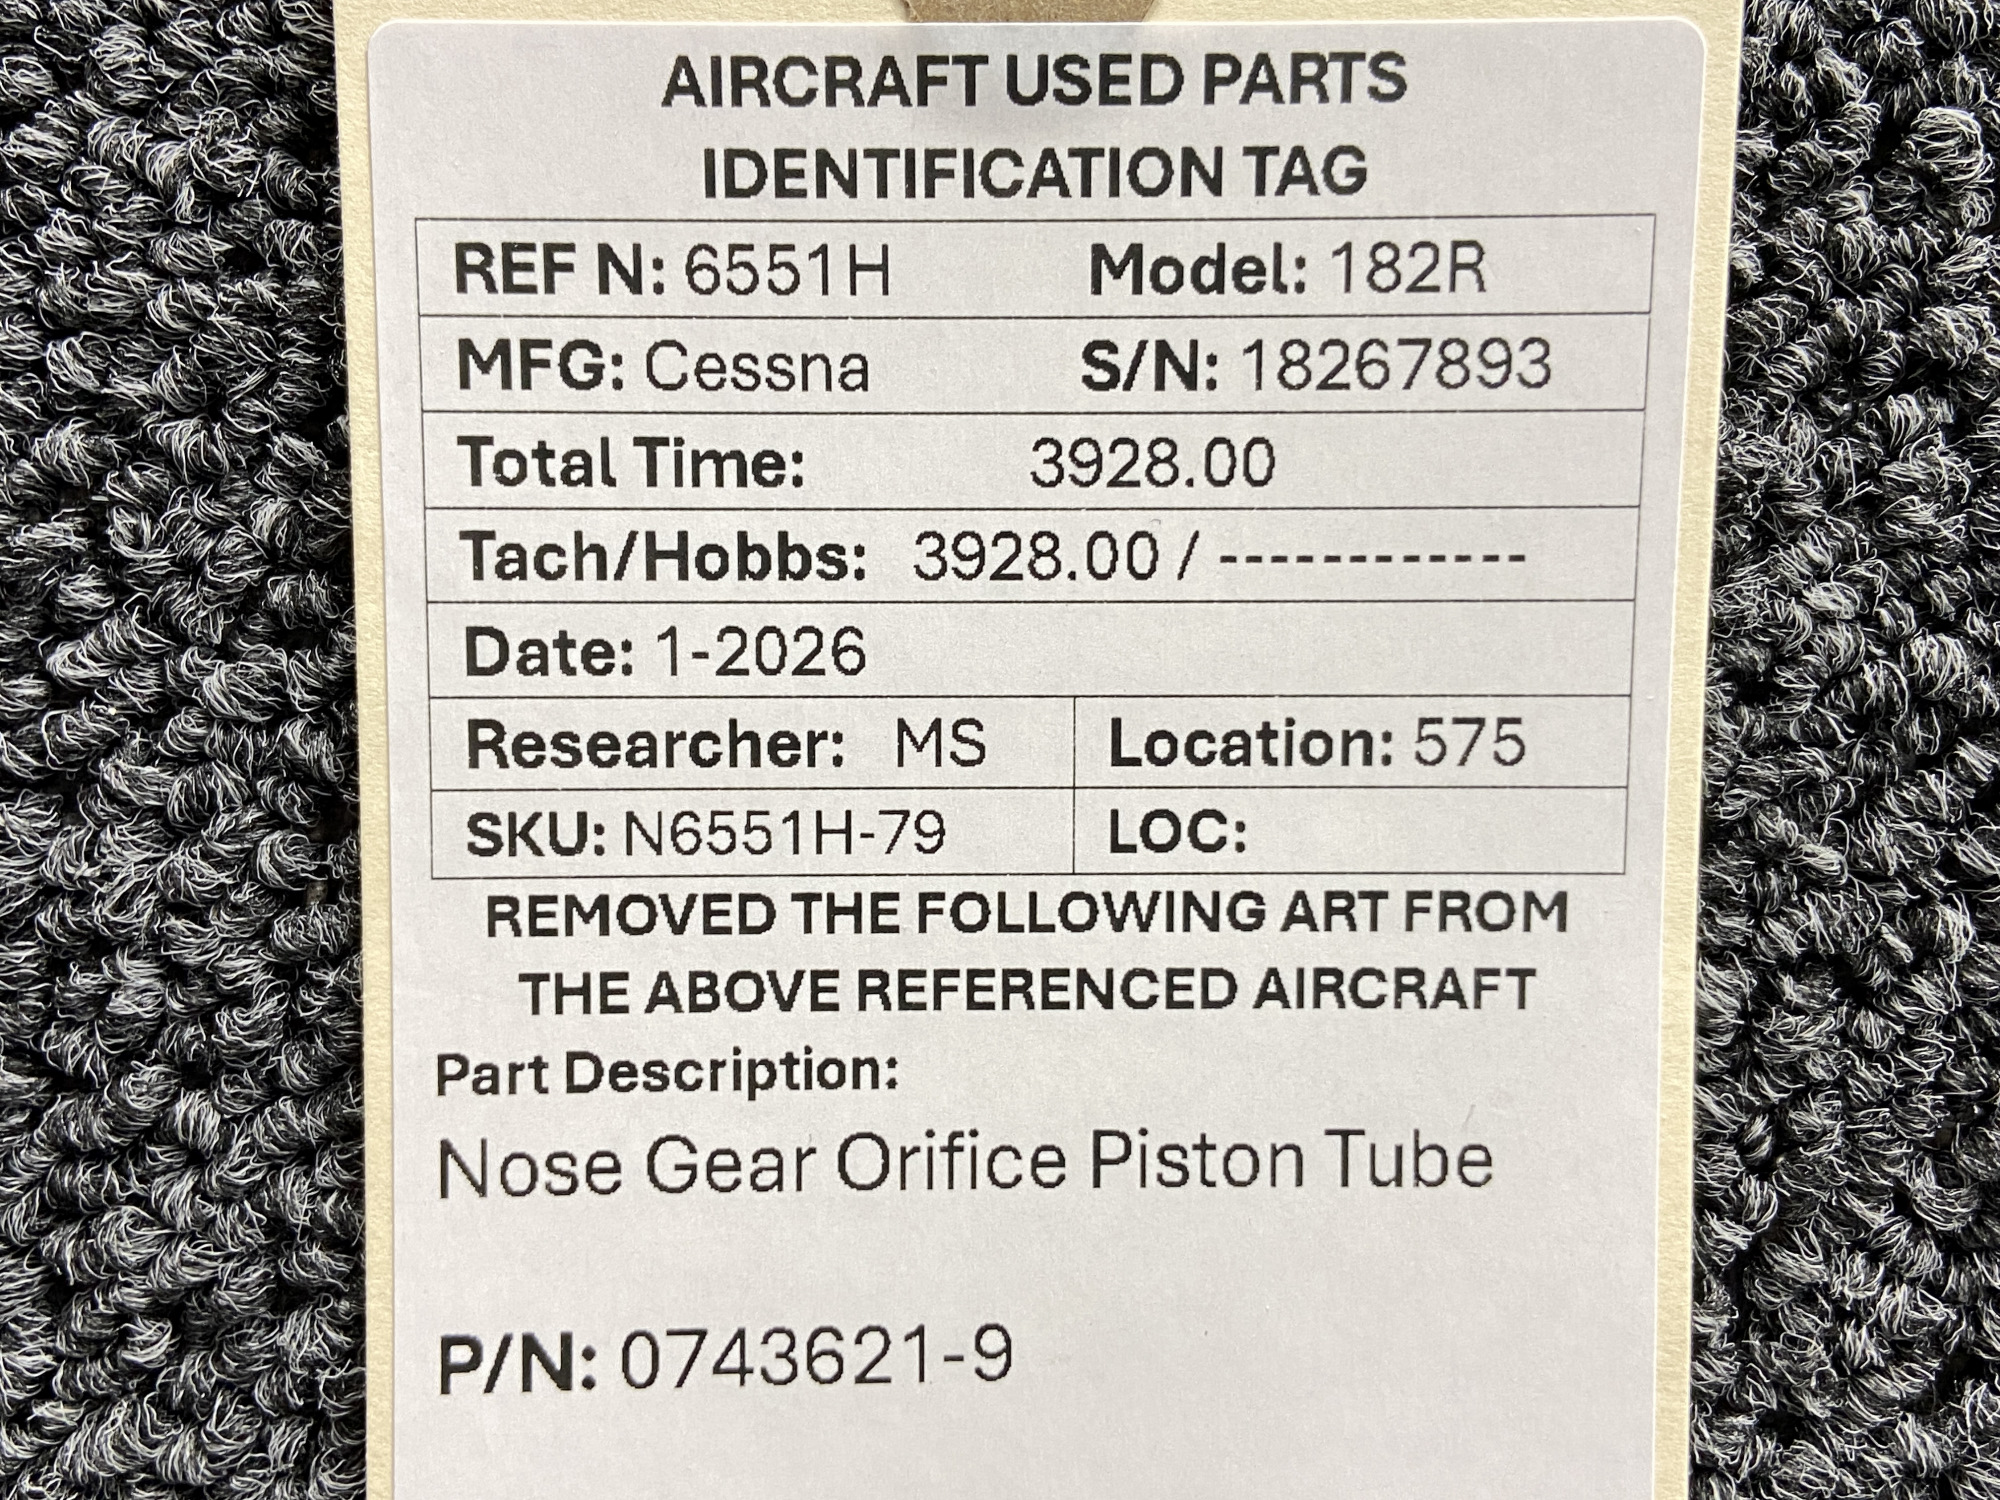 AIRCRAFT USED PARTS
IDENTIFICATION TAG
REF N: 6551H Model: 182R
MFG: Cessna S/N: 18267893
Total Time: 3928.00
Tach/Hobbs: 3928.00 / ------------
Date: 1-2026
Researcher: MS Location: 575
SKU: N6551H-79 LOC:
REMOVED THE FOLLOWING ART FROM
THE ABOVE REFERENCED AIRCRAFT
Part Description:
Nose Gear Orifice Piston Tube
P/N: 0743621-9